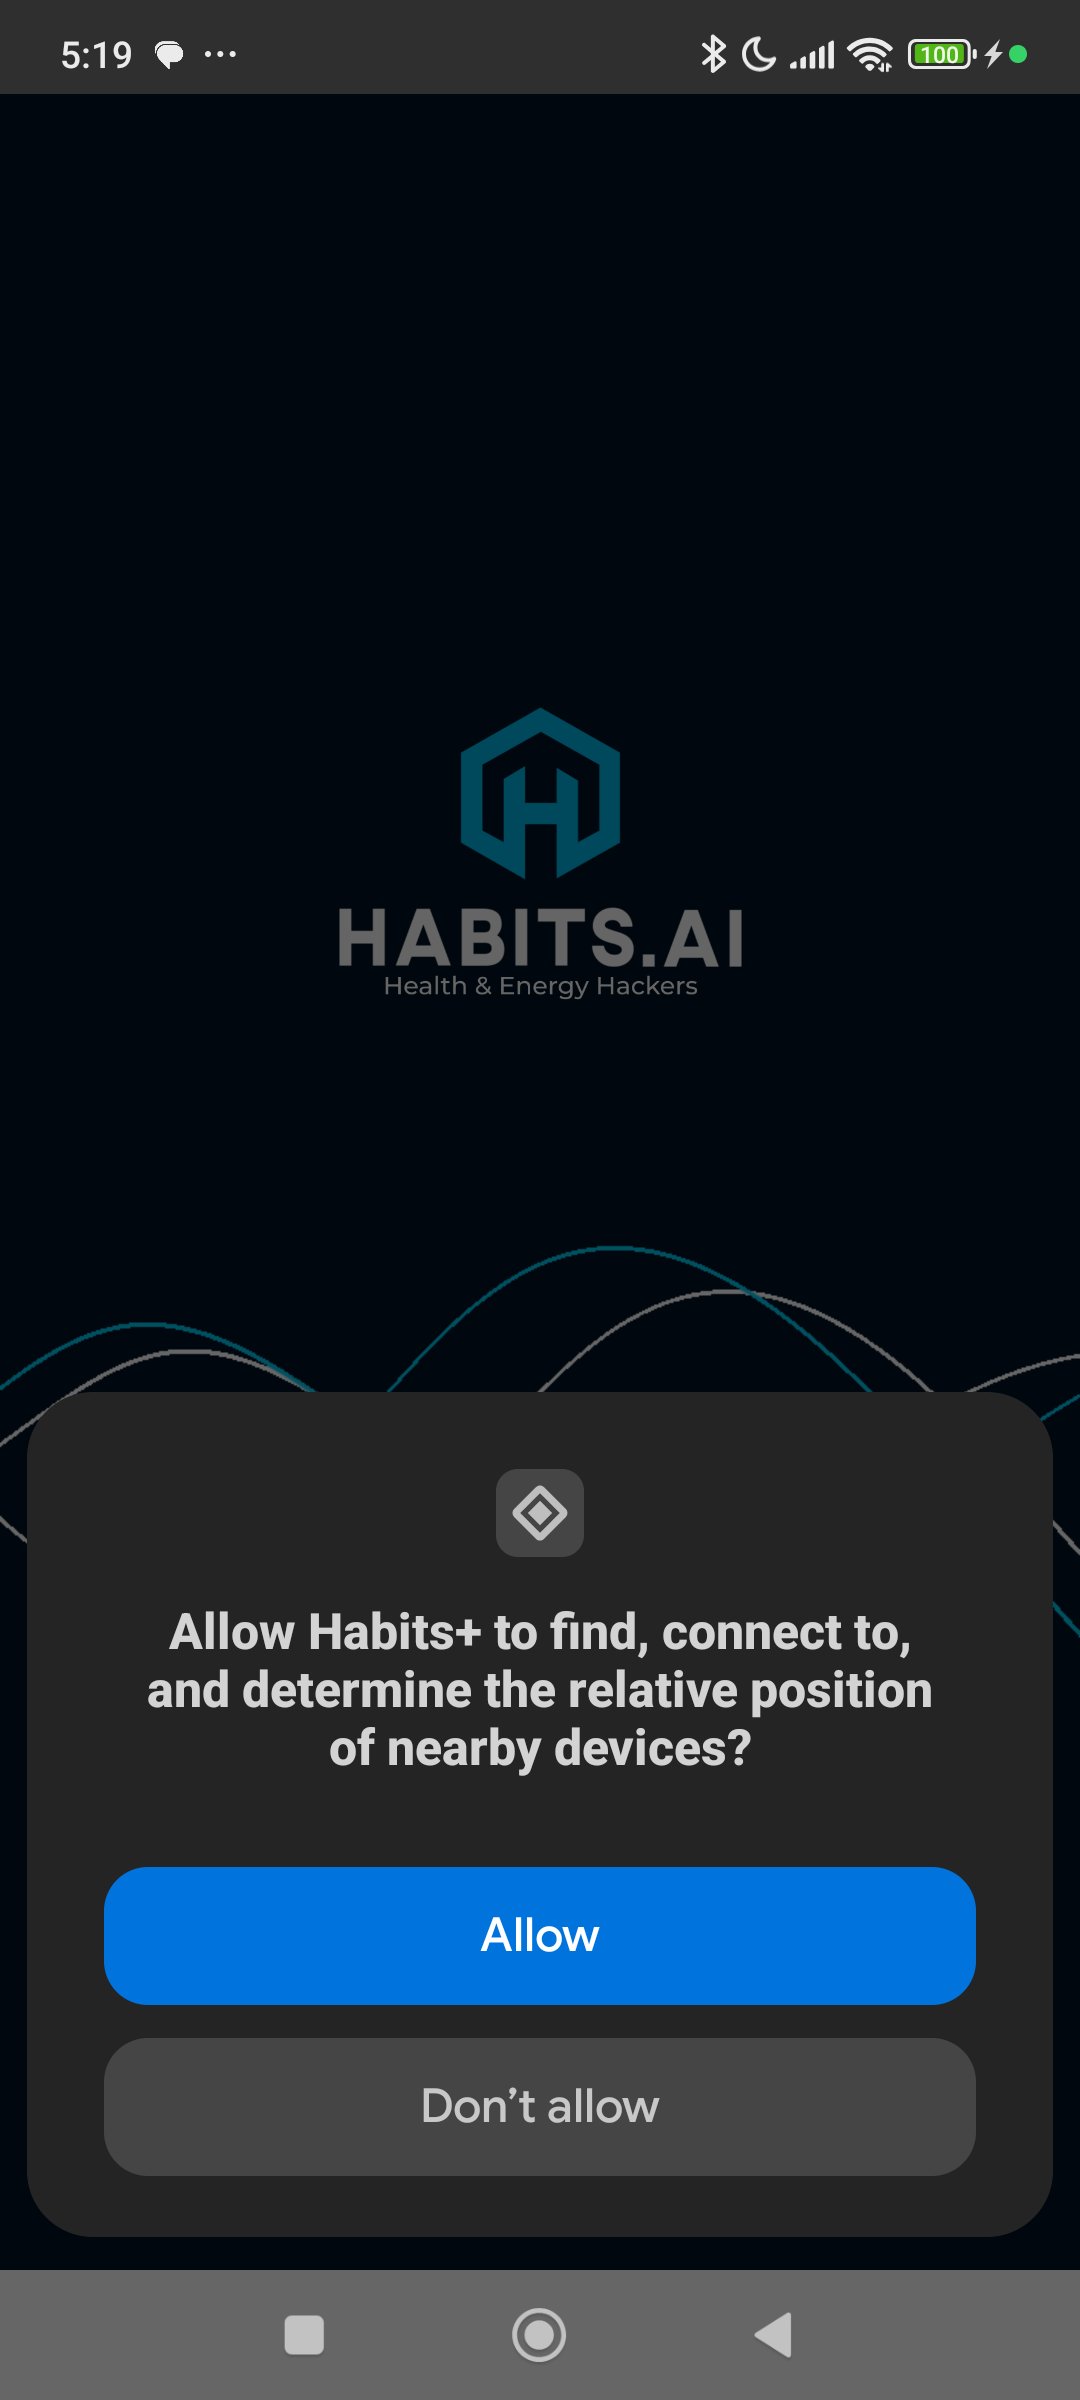 5:19
100
HABITS.AI
Health & Energy Hackers
Allow Habits+ to find, connect to,
and determine the relative position
of nearby devices?
Allow
Don’t allow